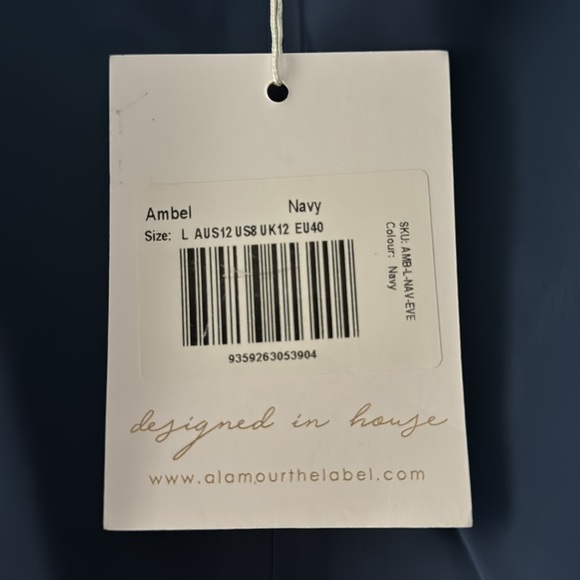 Ambel Navy
Size: L AUS12 US8 UK12 EU40
SKU: AMB-L-NAV-EVE
Colour: Navy
9359263053904
designed in house
www.alamourthelabel.com